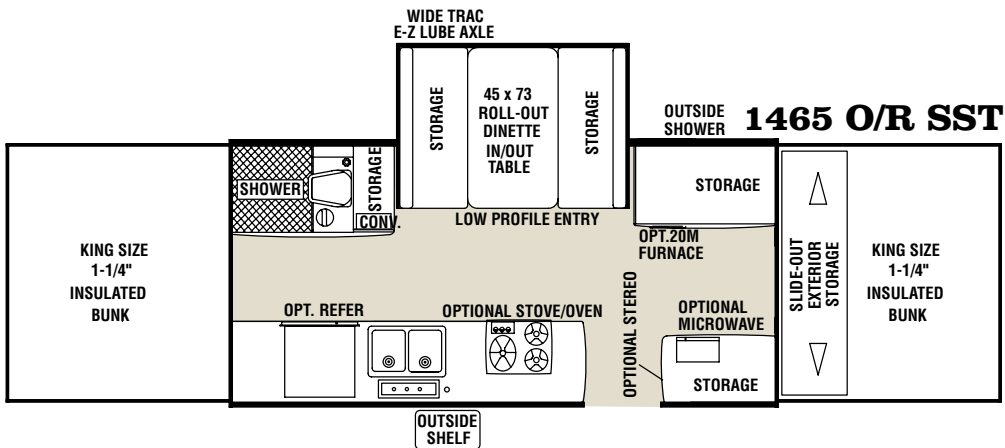 WIDE TRAC
E-Z LUBE AXLE
STORAGE
45 x 73
ROLL-OUT
DINETTE
IN/OUT
TABLE
STORAGE
OUTSIDE
SHOWER
1465 O/R SST
SHOWER
STORAGE
CONV.
LOW PROFILE ENTRY
STORAGE
OPT.20M
FURNACE
KING SIZE
1-1/4"
INSULATED
BUNK
SLIDE-OUT
EXTERIOR
STORAGE
KING SIZE
1-1/4"
INSULATED
BUNK
OPT. REFER
OPTIONAL STOVE/OVEN
OPTIONAL STEREO
OPTIONAL
MICROWAVE
STORAGE
OUTSIDE
SHELF